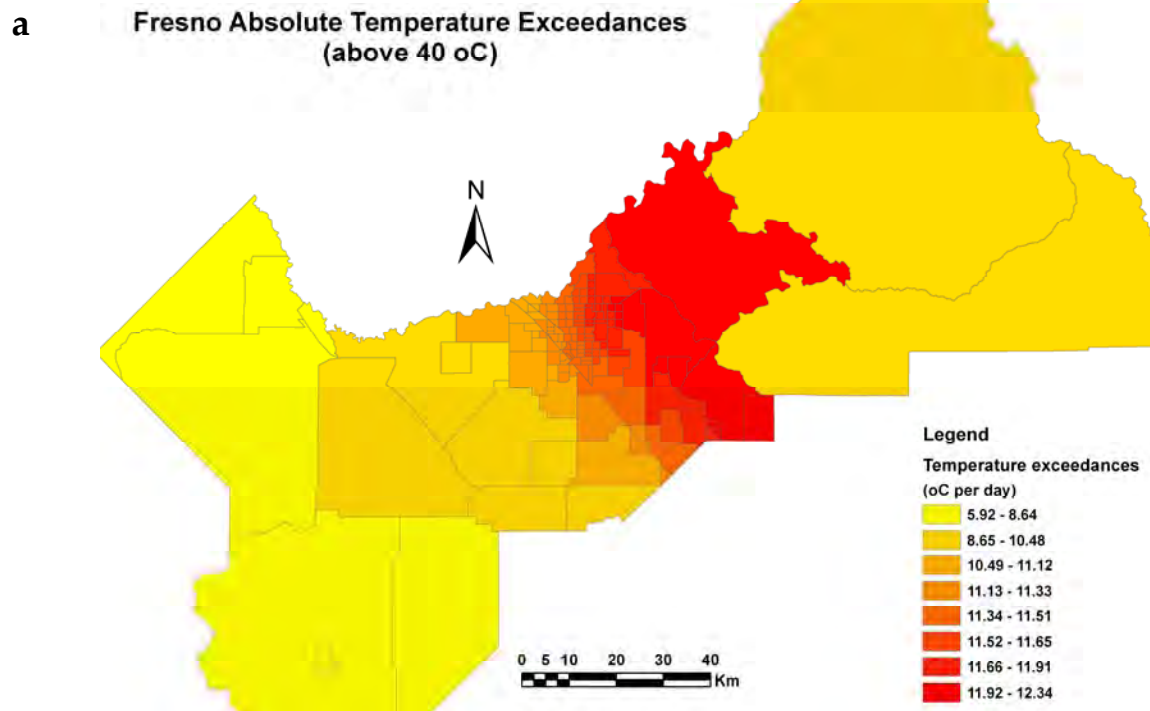 a
Fresno Absolute Temperature Exceedances
(above 40 oC)
N
Legend
Temperature exceedances
(oC per day)
5.92 - 8.64
8.65 - 10.48
10.49 - 11.12
11.13 - 11.33
11.34 - 11.51
11.52 - 11.65
11.66 - 11.91
11.92 - 12.34
0 5 10 20 30 40
Km